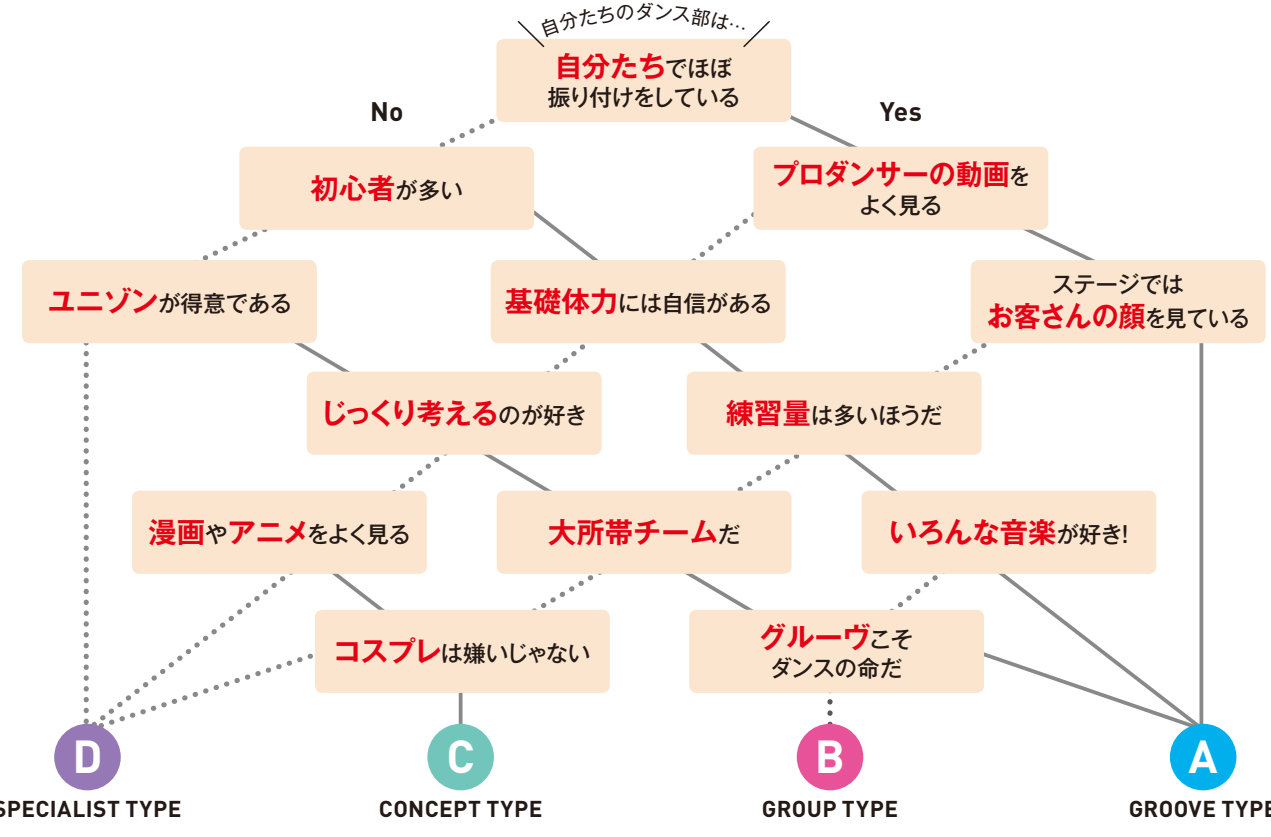 自分たちのダンス部は…
自分たちでほぼ
振り付けをしている
No
Yes
初心者が多い
プロダンサーの動画を
よく見る
ユニゾンが得意である
基礎体力には自信がある
ステージでは
お客さんの顔を見ている
じっくり考えるのが好き
練習量は多いほうだ
漫画やアニメをよく見る
大所帯チームだ
いろんな音楽が好き!
コスプレは嫌いじゃない
グルーヴこそ
ダンスの命だ
D
C
B
A
SPECIALIST TYPE
CONCEPT TYPE
GROUP TYPE
GROOVE TYPE